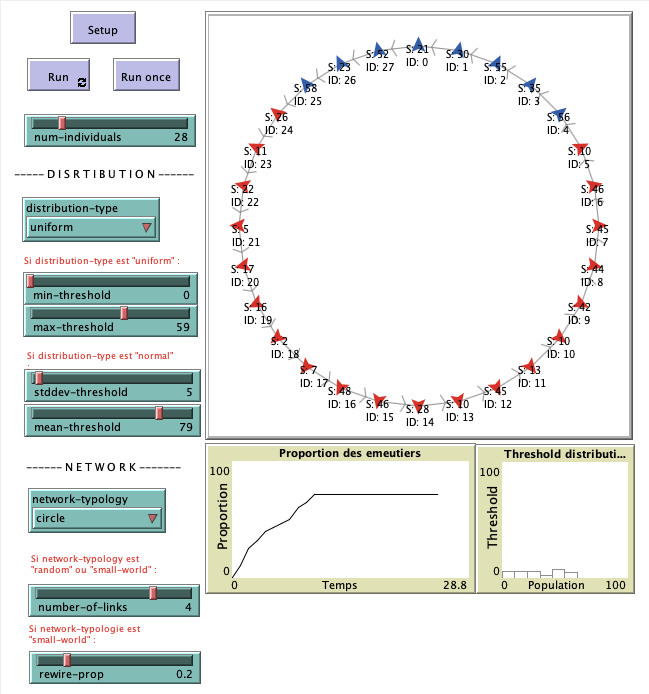 Setup
Run
Run once
num-individuals 28
----- DISRTIBUTION------
distribution-type
uniform
Si distribution-type est "uniform" :
min-threshold 0
max-threshold 59
Si distribution-type est "normal"
:
stddev-threshold 5
mean-threshold 79
------NETWORK-------
network-typology
circle
Si network-typology est
"random" ou "small-world" :
number-of-links 4
Si network-typologie est
"small-world" :
rewire-prop 0.2
S: 21
ID: 0
S: 30
ID: 1
S: 55
ID: 2
S: 35
ID: 3
S: 56
ID: 4
S: 10
ID: 5
S: 46
ID: 6
S: 45
ID: 7
S: 44
ID: 8
S: 42
ID: 9
S: 10
ID: 10
S: 13
ID: 11
S: 45
ID: 12
S: 10
ID: 13
S: 28
ID: 14
S: 46
ID: 15
S: 48
ID: 16
S: 7
ID: 17
S: 2
ID: 18
S: 16
ID: 19
S: 17
ID: 20
S: 5
ID: 21
S: 22
ID: 22
S: 11
ID: 23
S: 26
ID: 24
S: 58
ID: 25
S: 23
ID: 26
S: 52
ID: 27
Proportion des emeutiers
100
Proportion
0
0 Temps 28.8
Threshold distributi...
100
Threshold
0
0 Population 100